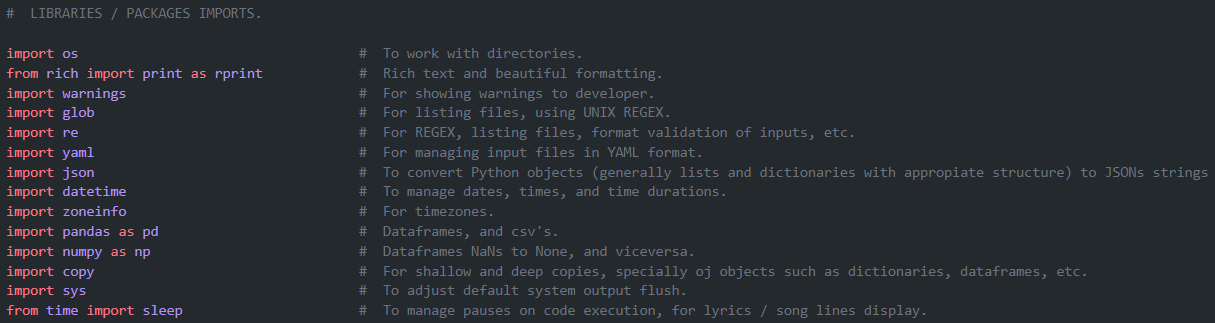 #  LIBRARIES / PACKAGES IMPORTS.
import os  #  To work with directories.
from rich import print as rprint  #  Rich text and beautiful formatting.
import warnings  #  For showing warnings to developer.
import glob  #  For listing files, using UNIX REGEX.
import re  #  For REGEX, listing files, format validation of inputs, etc.
import yaml  #  For managing input files in YAML format.
import json  #  To convert Python objects (generally lists and dictionaries with appropiate structure) to JSONs strings
import datetime  #  To manage dates, times, and time durations.
import zoneinfo  #  For timezones.
import pandas as pd  #  Dataframes, and csv's.
import numpy as np  #  Dataframes NaNs to None, and viceversa.
import copy  #  For shallow and deep copies, specially oj objects such as dictionaries, dataframes, etc.
import sys  #  To adjust default system output flush.
from time import sleep  #  To manage pauses on code execution, for lyrics / song lines display.